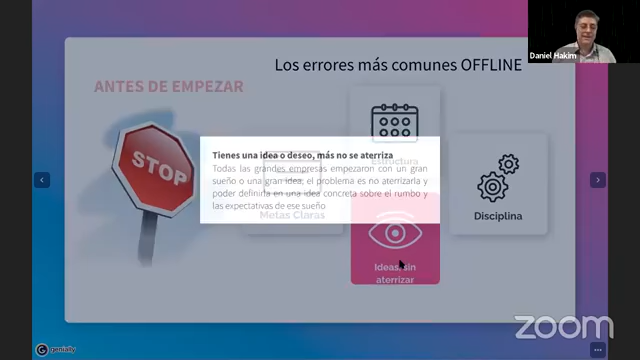 Daniel Hakim
Los errores más comunes OFFLINE
ANTES DE EMPEZAR
STOP
Estructura
Tienes una idea o deseo, más no se aterriza
Todas las grandes empresas empezaron con un gran
sueño o una gran idea, el problema es no aterrizarla y
poder definirla en una idea concreta sobre el rumbo y
las expectativas de ese sueño
Metas Claras
Disciplina
Ideas, sin
aterrizar
genially
zoom